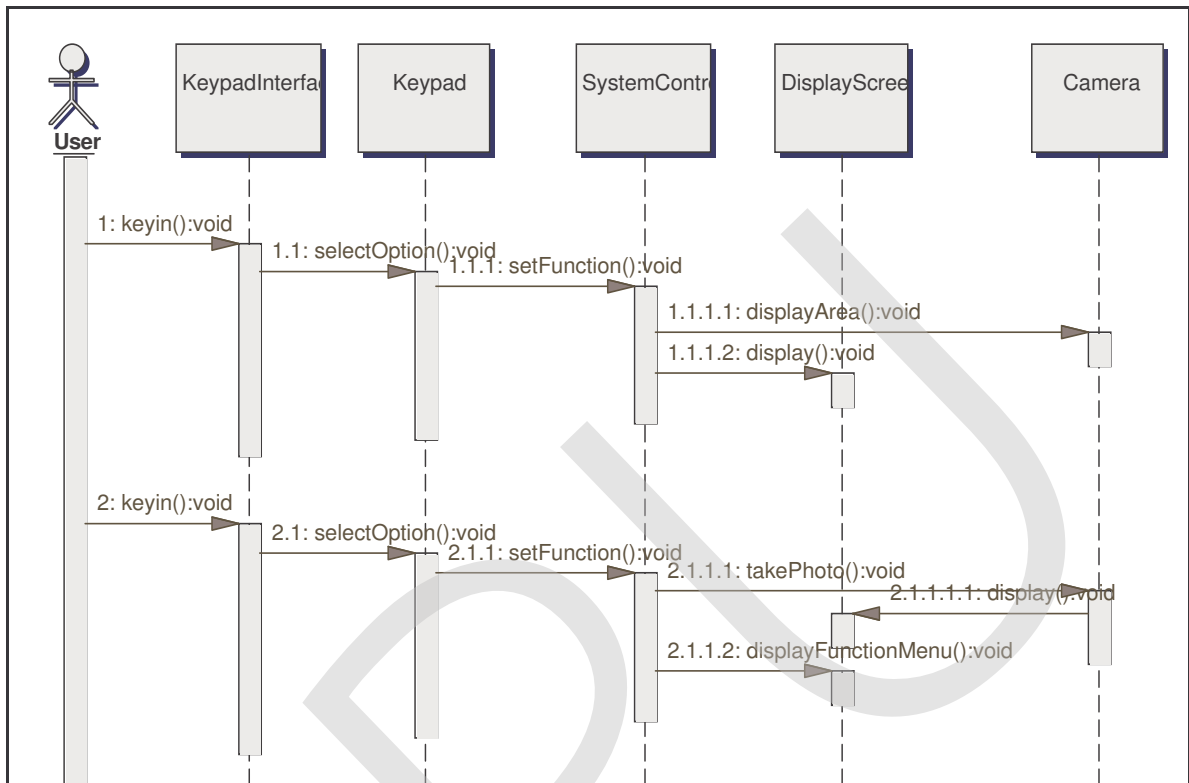 User
KeypadInterfac
Keypad
SystemContro
DisplayScree
Camera
1: keyin():void
1.1: selectOption():void
1.1.1: setFunction():void
1.1.1.1: displayArea():void
1.1.1.2: display():void
2: keyin():void
2.1: selectOption():void
2.1.1: setFunction():void
2.1.1.1: takePhoto():void
2.1.1.1.1: display():void
2.1.1.2: displayFunctionMenu():void